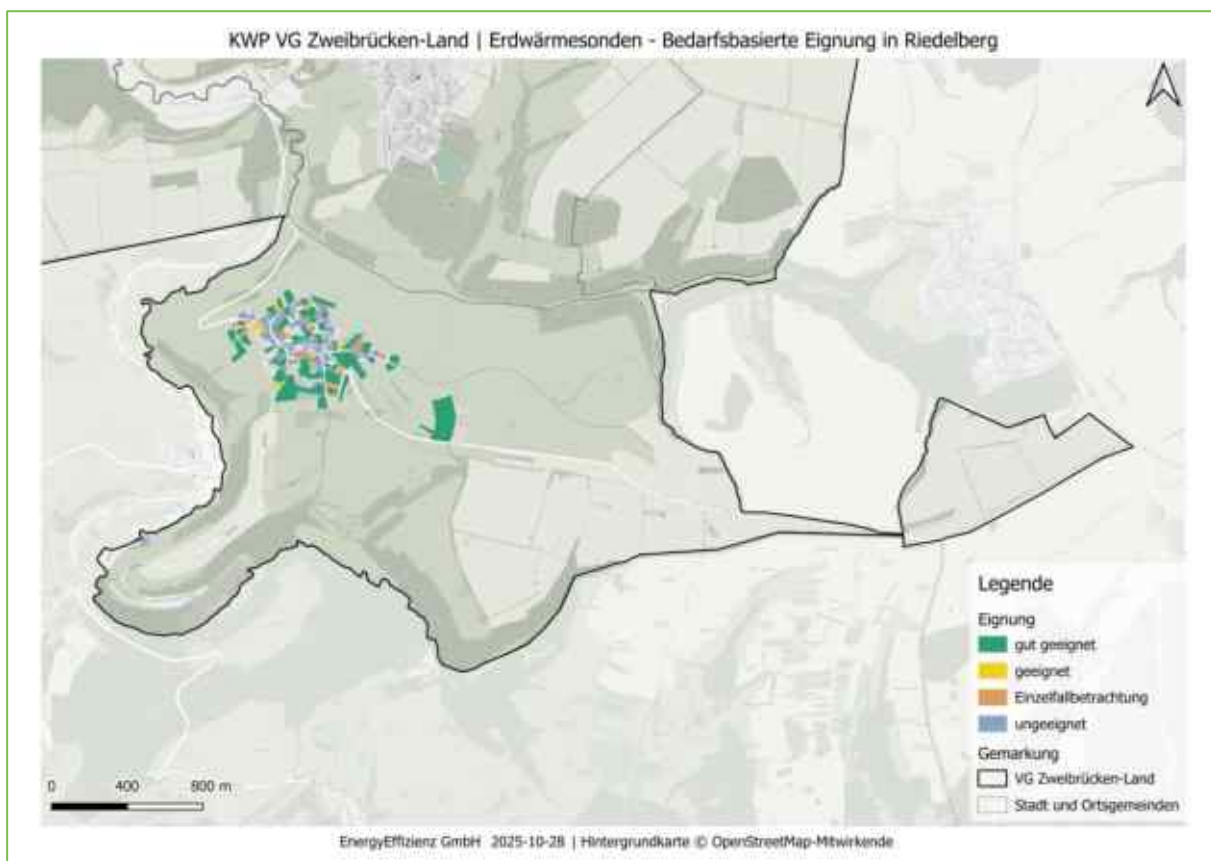 KWP VG Zweibrücken-Land | Erdwärmesonden - Bedarfsbasierte Eignung in Riedelberg
Legende
Eignung
gut geeignet
geeignet
Einzelfallbetrachtung
ungeeignet
Gemarkung
VG Zweibrücken-Land
Stadt und Ortsgemeinden
0 400 800 m
EnergyEffizienz GmbH 2025-10-28 | Hintergrundkarte © OpenStreetMap-Mitwirkende